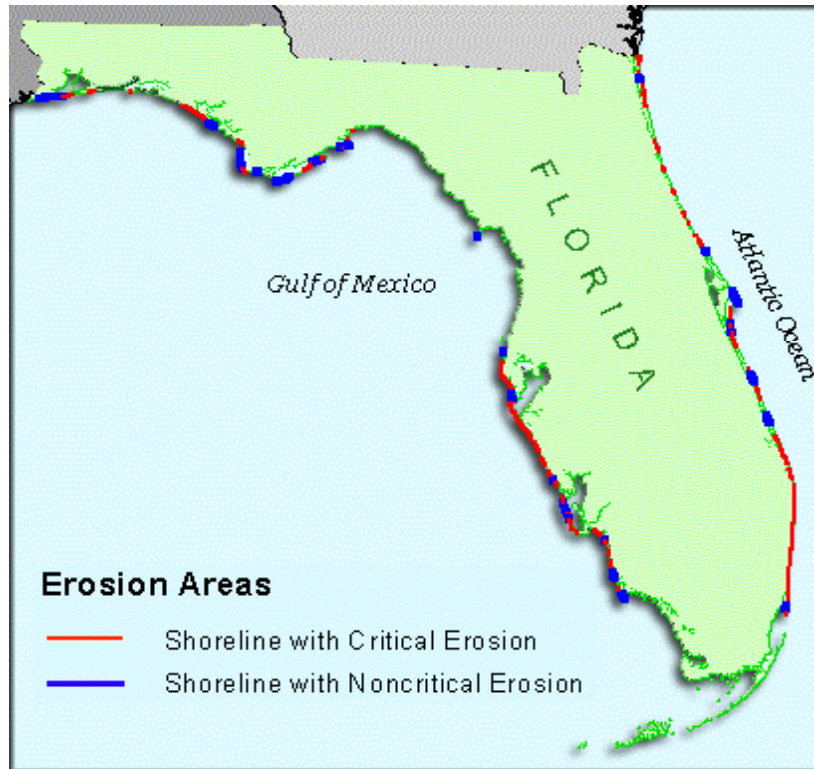 FLORIDA
Atlantic Ocean
Gulf of Mexico
Erosion Areas
Shoreline with Critical Erosion
Shoreline with Noncritical Erosion